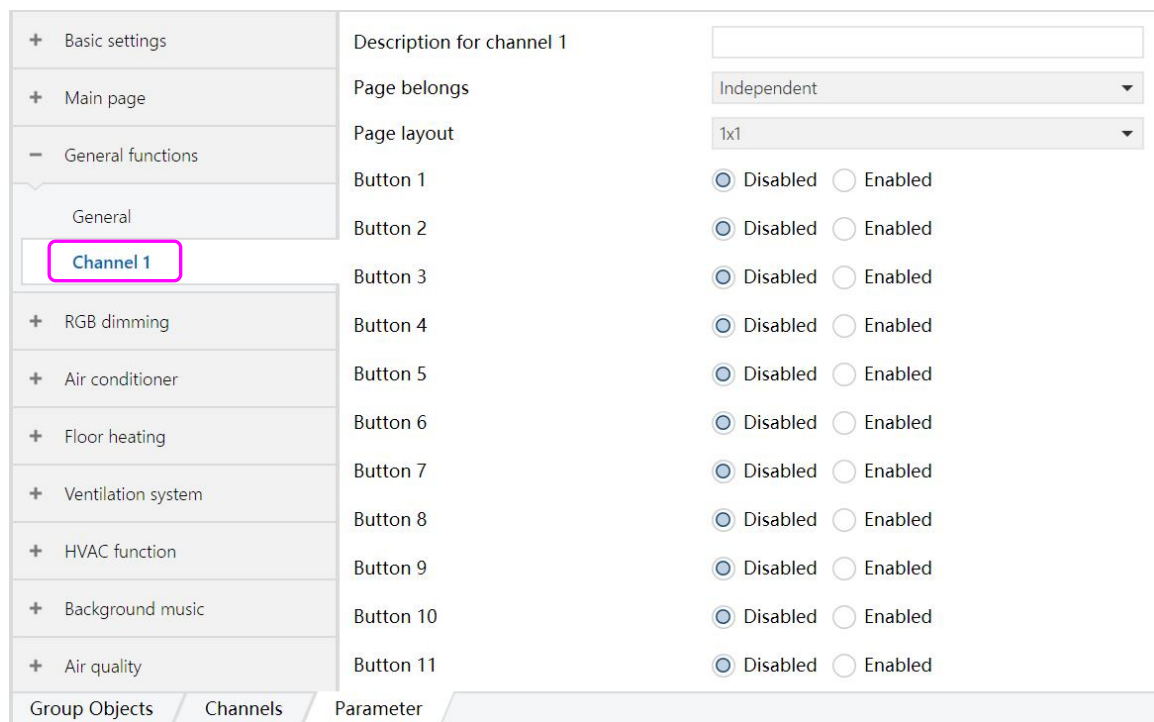 Basic settings
Main page
General functions
General
Channel 1
RGB dimming
Air conditioner
Floor heating
Ventilation system
HVAC function
Background music
Air quality
Description for channel 1
Page belongs Independent
Page layout 1x1
Button 1 Disabled Enabled
Button 2 Disabled Enabled
Button 3 Disabled Enabled
Button 4 Disabled Enabled
Button 5 Disabled Enabled
Button 6 Disabled Enabled
Button 7 Disabled Enabled
Button 8 Disabled Enabled
Button 9 Disabled Enabled
Button 10 Disabled Enabled
Button 11 Disabled Enabled
Group Objects Channels Parameter